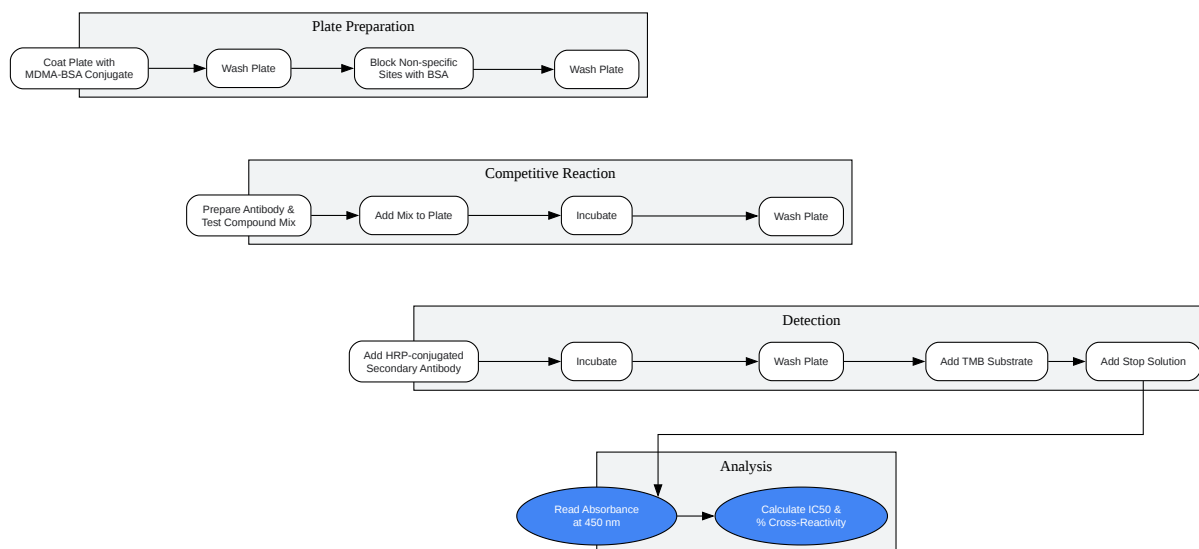 Plate Preparation
Coat Plate with
MDMA-BSA Conjugate
Wash Plate
Block Non-specific
Sites with BSA
Wash Plate
Competitive Reaction
Prepare Antibody &
Test Compound Mix
Add Mix to Plate
Incubate
Wash Plate
Detection
Add HRP-conjugated
Secondary Antibody
Incubate
Wash Plate
Add TMB Substrate
Add Stop Solution
Analysis
Read Absorbance
at 450 nm
Calculate IC50 &
% Cross-Reactivity